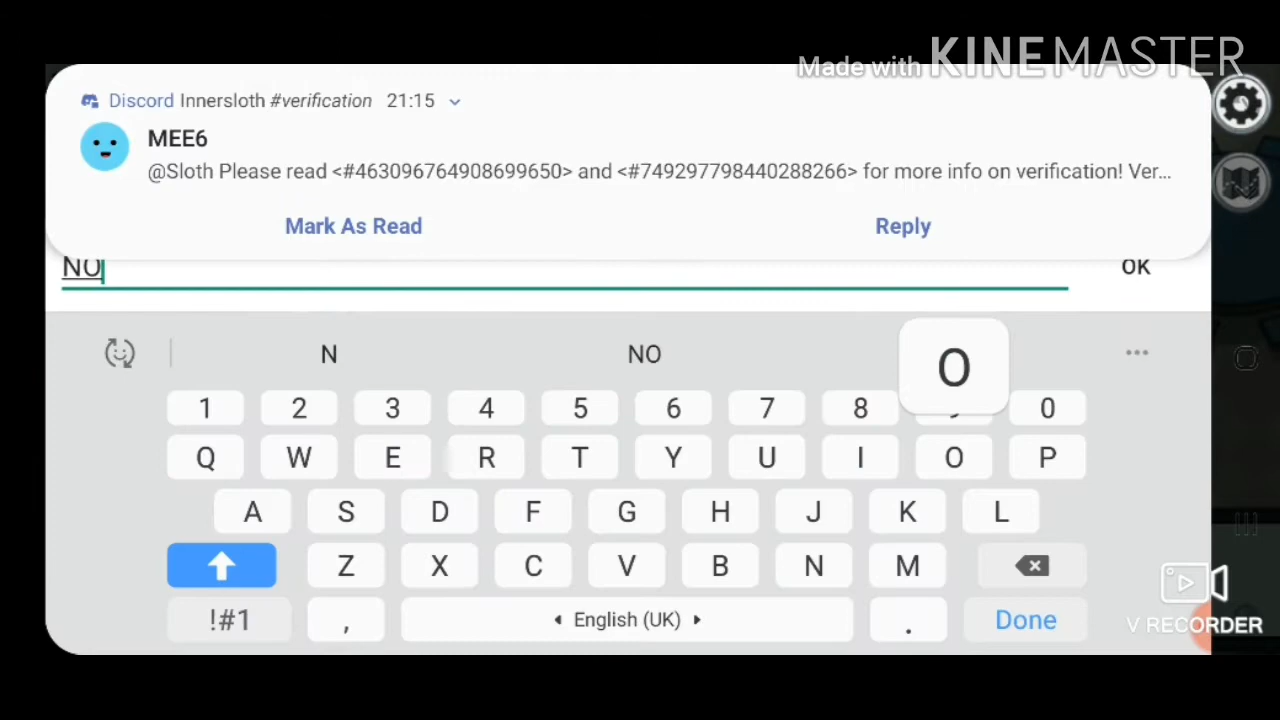 Made with KINEMASTER
Discord Innersloth #verification 21:15
MEE6
@Sloth Please read <#463096764908699650> and <#749297798440288266> for more info on verification! Ver...
Mark As Read Reply
NO OK
N NO O
1 2 3 4 5 6 7 8 9 0
Q W E R T Y U I O P
A S D F G H J K L
Z X C V B N M
!#1 , English (UK) . Done
V RECORDER